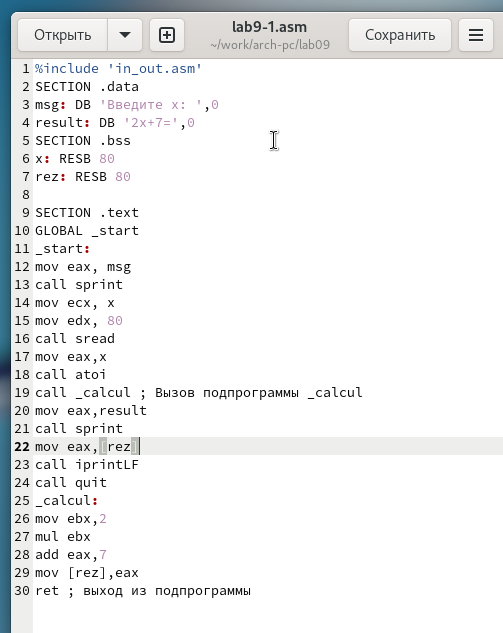 Открыть
lab9-1.asm
~/work/arch-pc/lab09
Сохранить
1 %include 'in_out.asm'
2 SECTION .data
3 msg: DB 'Введите x: ',0
4 result: DB '2x+7=',0
5 SECTION .bss
6 x: RESB 80
7 rez: RESB 80
8
9 SECTION .text
10 GLOBAL _start
11 _start:
12 mov eax, msg
13 call sprint
14 mov ecx, x
15 mov edx, 80
16 call sread
17 mov eax,x
18 call atoi
19 call _calcul ; Вызов подпрограммы _calcul
20 mov eax,result
21 call sprint
22 mov eax,[rez]
23 call iprintLF
24 call quit
25 _calcul:
26 mov ebx,2
27 mul ebx
28 add eax,7
29 mov [rez],eax
30 ret ; выход из подпрограммы